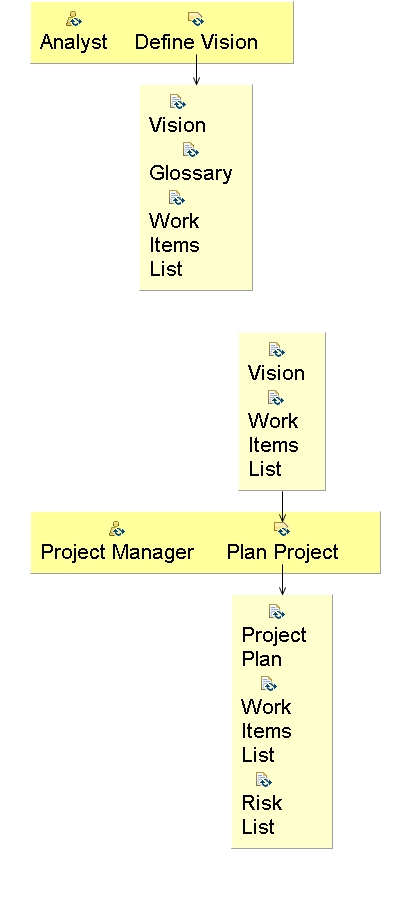 Analyst Define Vision
Vision
Glossary
Work
Items
List
Vision
Work
Items
List
Project Manager Plan Project
Project
Plan
Work
Items
List
Risk
List